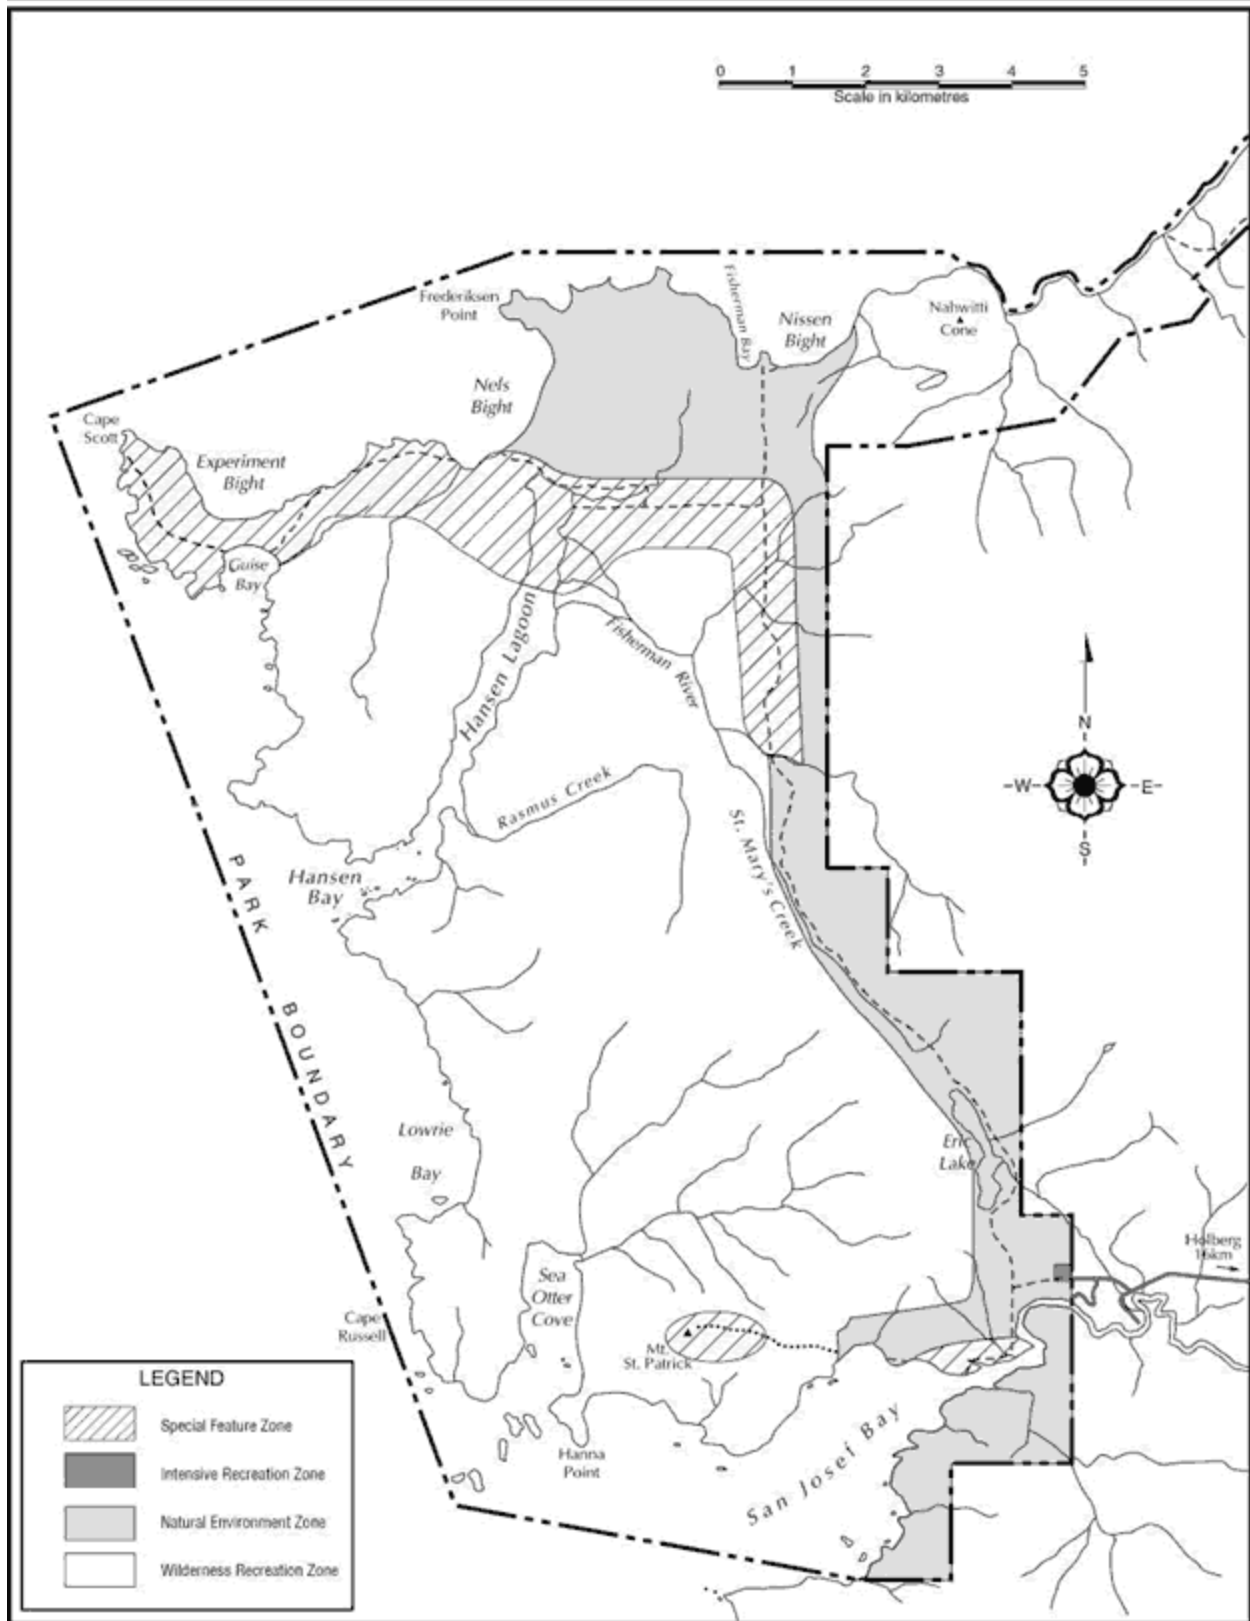 0 1 2 3 4 5
Scale in kilometres
Frederiksen
Point
Fisherman Bay
Nissen
Bight
Nahwitti
Cone
Nels
Bight
Cape
Scott
Experiment
Bight
Guise
Bay
Hansen Lagoon
Fisherman River
N
W
E
S
Rasmus Creek
St. Mary's Creek
Hansen
Bay
PARK BOUNDARY
Lowrie
Bay
Eric
Lake
Holberg
16km
Sea
Otter
Cove
Cape
Russell
Mt.
St. Patrick
Hanna
Point
San Josef Bay
LEGEND
Special Feature Zone
Intensive Recreation Zone
Natural Environment Zone
Wilderness Recreation Zone